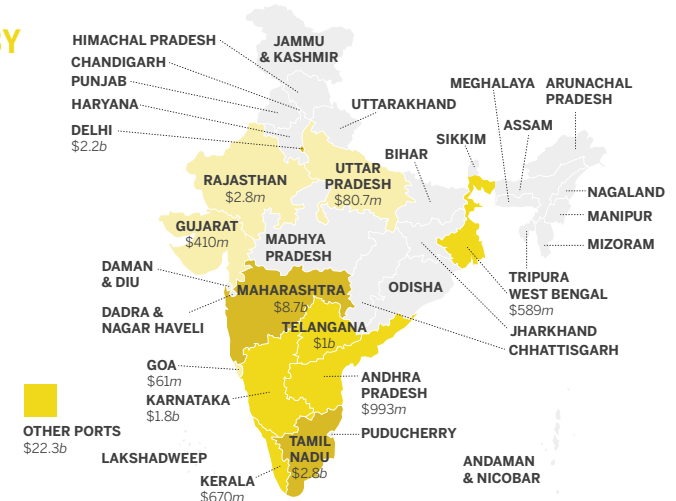 BY
HIMACHAL PRADESH
CHANDIGARH
PUNJAB
HARYANA
DELHI
$2.2b
JAMMU
& KASHMIR
UTTARAKHAND
MEGHALAYA
ARUNACHAL
PRADESH
ASSAM
SIKKIM
BIHAR
RAJASTHAN
$2.8m
UTTAR
PRADESH
$80.7m
NAGALAND
MANIPUR
MIZORAM
GUJARAT
$410m
MADHYA
PRADESH
DAMAN
& DIU
DADRA &
NAGAR HAVELI
MAHARASHTRA
$8.7b
ODISHA
TRIPURA
WEST BENGAL
$589m
TELANGANA
$1b
JHARKHAND
CHHATTISGARH
GOA
$61m
KARNATAKA
$1.8b
ANDHRA
PRADESH
$993m
OTHER PORTS
$22.3b
PUDUCHERRY
TAMIL
NADU
$2.8b
LAKSHADWEEP
KERALA
$670m
ANDAMAN
& NICOBAR